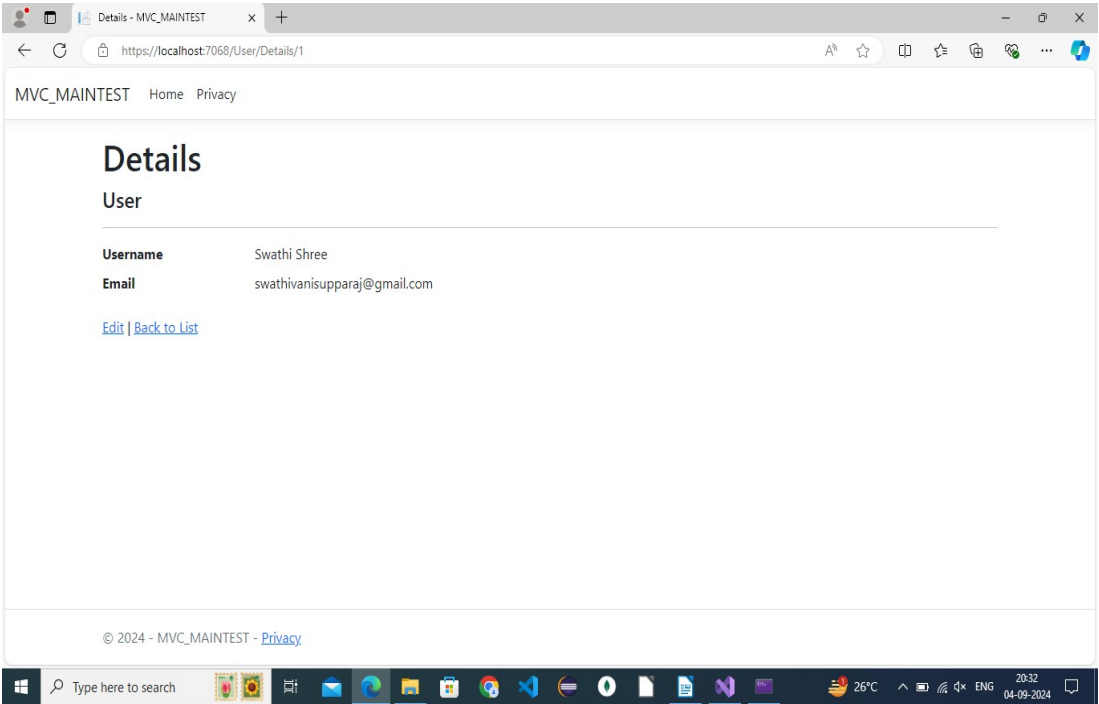 Details - MVC_MAINTEST
https://localhost:7068/User/Details/1
MVC_MAINTEST Home Privacy
Details
User
Username Swathi Shree
Email swathivanisupparaj@gmail.com
Edit | Back to List
© 2024 - MVC_MAINTEST - Privacy
Type here to search
26°C ENG 20:32
04-09-2024